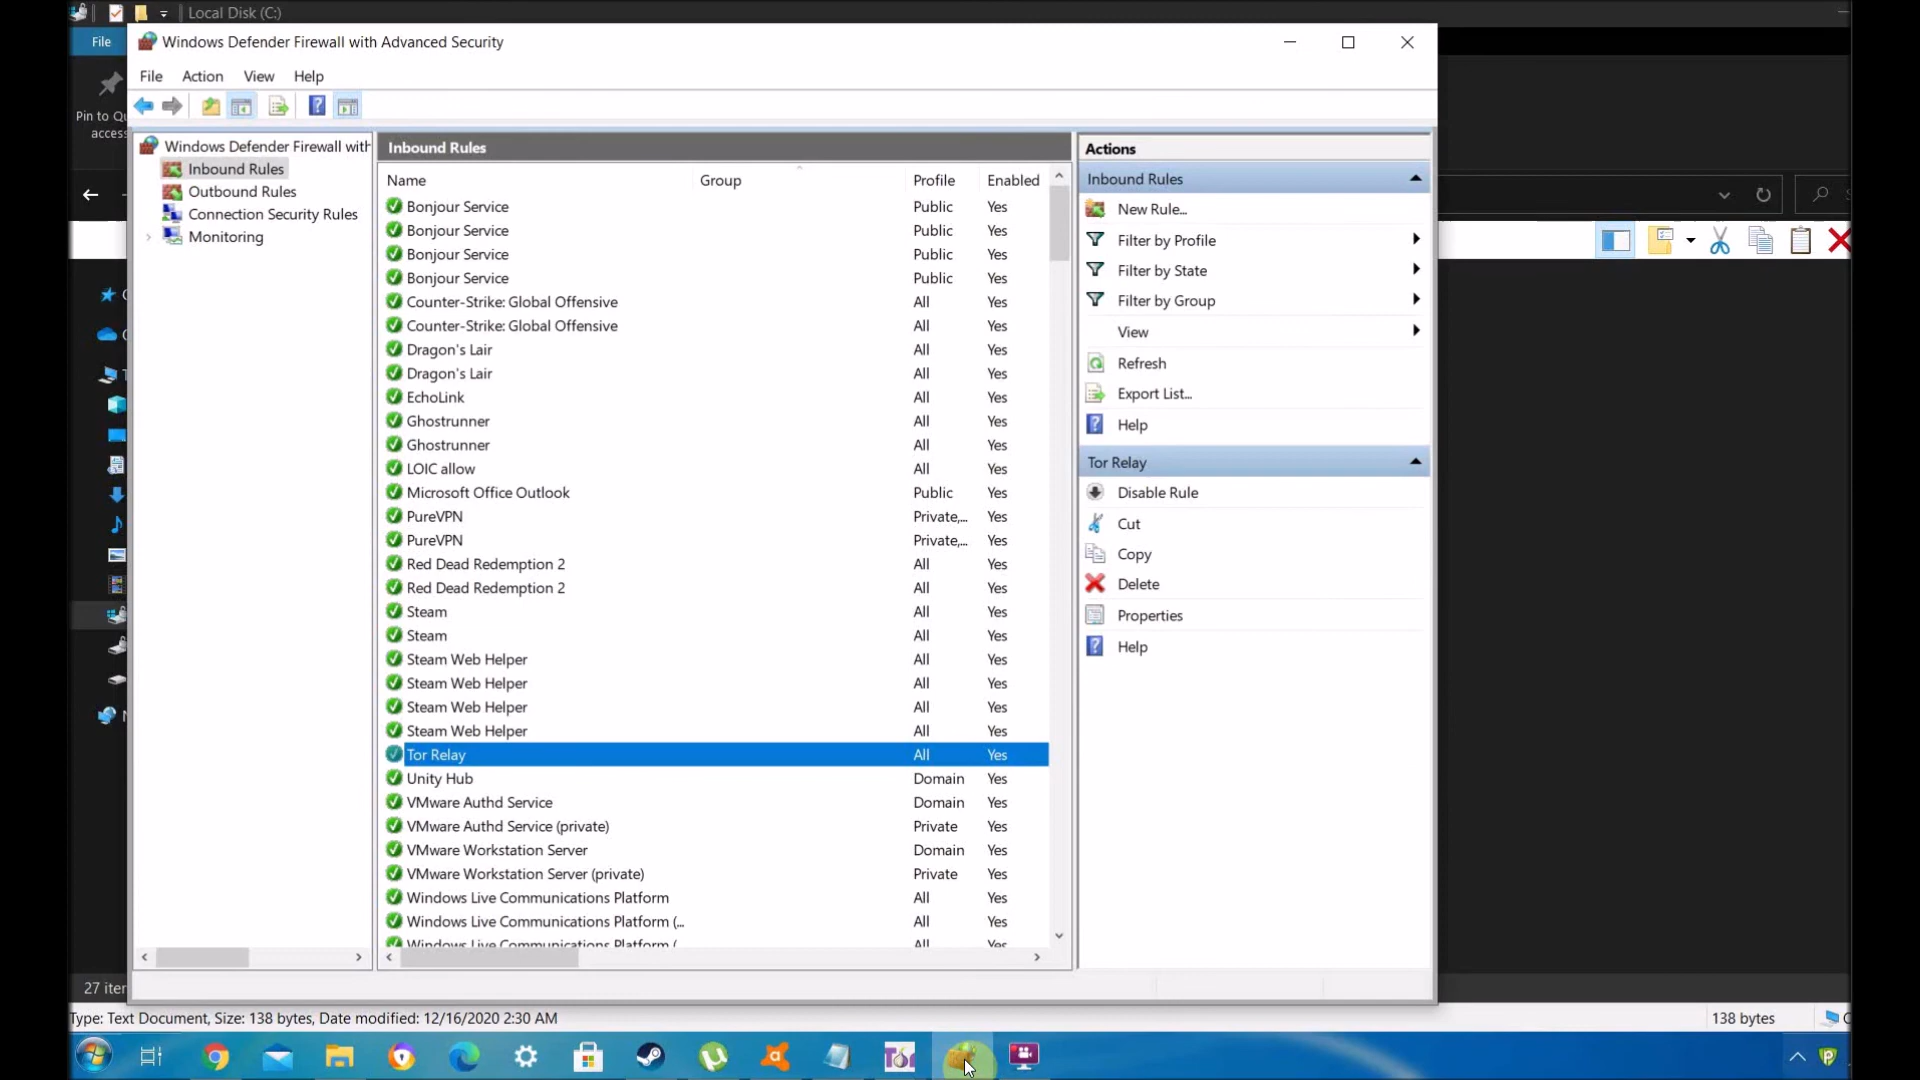 Local Disk (C:)
File
Windows Defender Firewall with Advanced Security
File Action View Help
Pin to Qu
access
Windows Defender Firewall with
Inbound Rules
Outbound Rules
Connection Security Rules
Monitoring
Inbound Rules
Name Group Profile Enabled
Bonjour Service Public Yes
Bonjour Service Public Yes
Bonjour Service Public Yes
Bonjour Service Public Yes
Counter-Strike: Global Offensive All Yes
Counter-Strike: Global Offensive All Yes
Dragon's Lair All Yes
Dragon's Lair All Yes
EchoLink All Yes
Ghostrunner All Yes
Ghostrunner All Yes
LOIC allow All Yes
Microsoft Office Outlook Public Yes
PureVPN Private,... Yes
PureVPN Private,... Yes
Red Dead Redemption 2 All Yes
Red Dead Redemption 2 All Yes
Steam All Yes
Steam All Yes
Steam Web Helper All Yes
Steam Web Helper All Yes
Steam Web Helper All Yes
Steam Web Helper All Yes
Tor Relay All Yes
Unity Hub Domain Yes
VMware Authd Service Domain Yes
VMware Authd Service (private) Private Yes
VMware Workstation Server Domain Yes
VMware Workstation Server (private) Private Yes
Windows Live Communications Platform All Yes
Windows Live Communications Platform (... All Yes
Windows Live Communications Platform ( All Yes
Actions
Inbound Rules
New Rule...
Filter by Profile
Filter by State
Filter by Group
View
Refresh
Export List...
Help
Tor Relay
Disable Rule
Cut
Copy
Delete
Properties
Help
27 iter
Type: Text Document, Size: 138 bytes, Date modified: 12/16/2020 2:30 AM
138 bytes